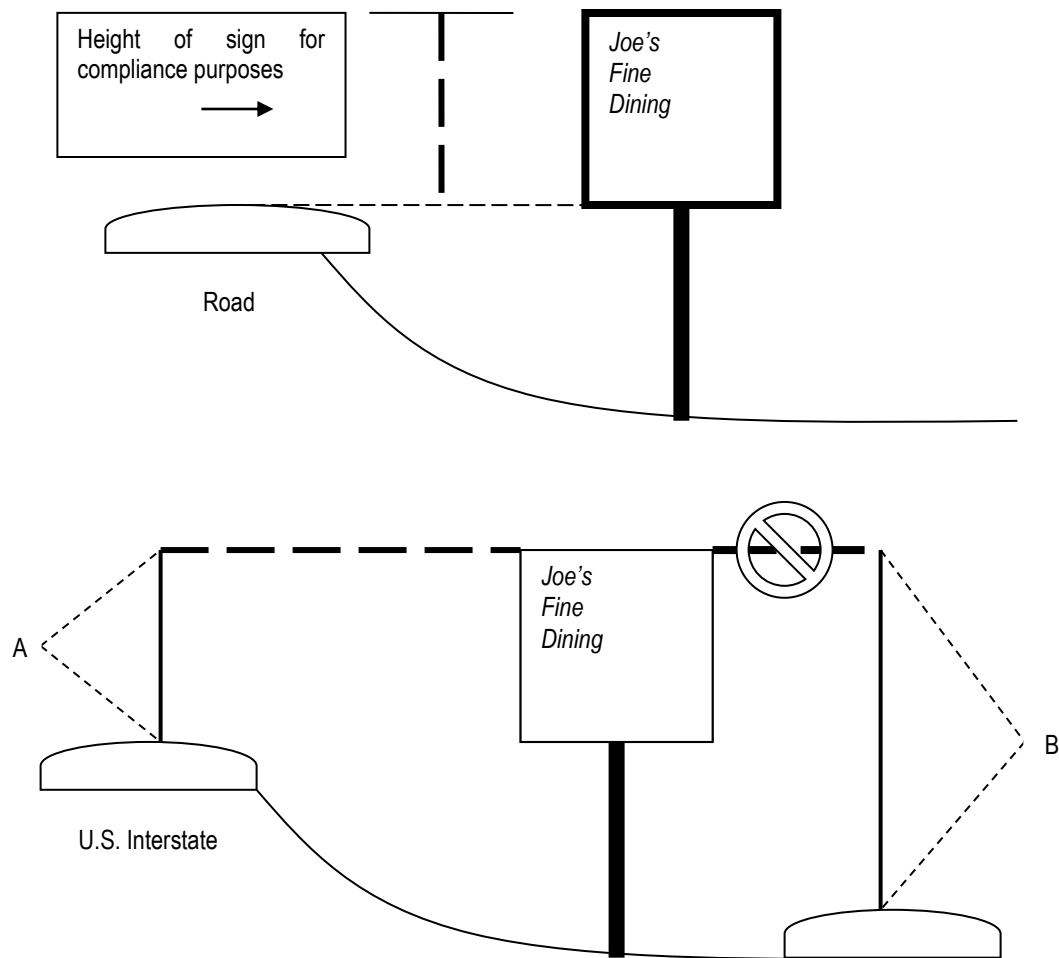 Height of sign for
compliance purposes
Joe's
Fine
Dining
Road
Joe's
Fine
Dining
A
B
U.S. Interstate